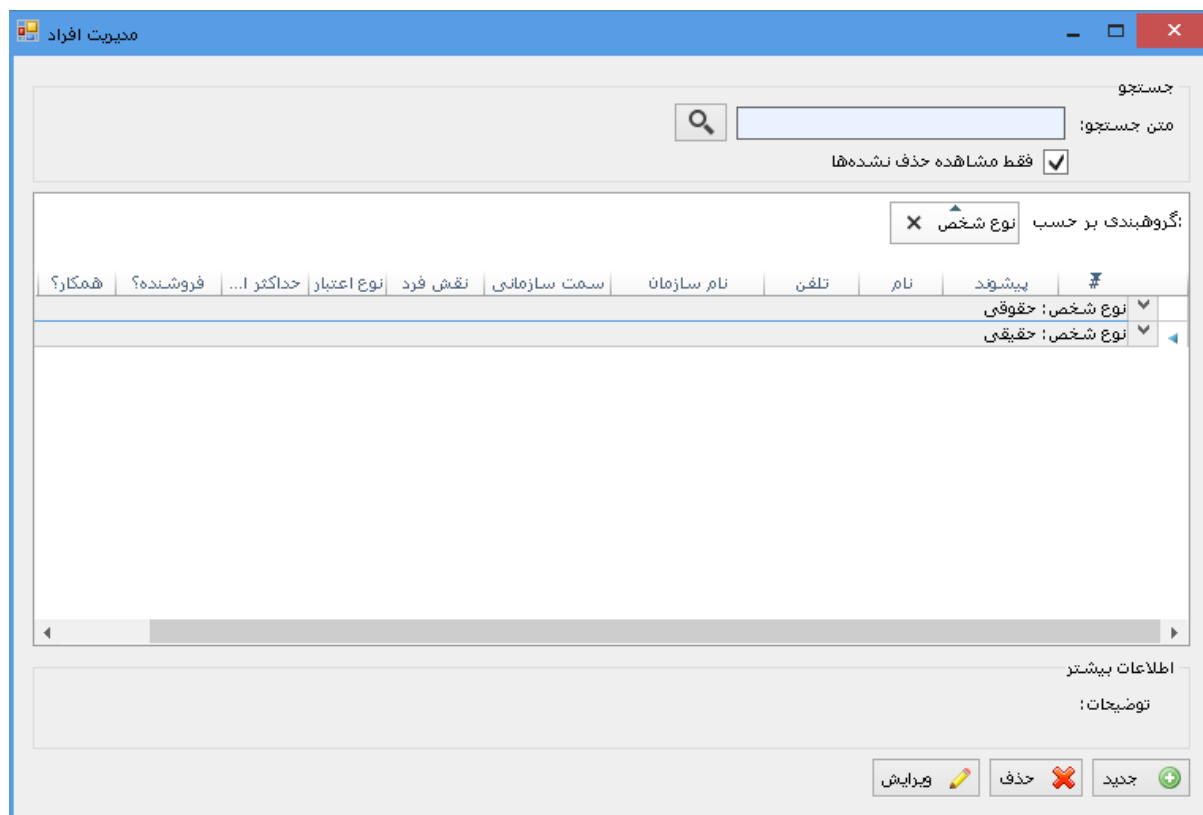 مدیریت افراد
جستجو
متن جستجو:
فقط مشاهده حذف نشده‌ها
گروهبندی بر حسب: نوع شخص
# پیشوند نام تلفن نام سازمان سمت سازمانی نقش فرد نوع اعتبار حداکثر ا... فروشنده؟ همکار؟
نوع شخص: حقوقی
نوع شخص: حقیقی
اطلاعات بیشتر
توضیحات:
جدید حذف ویرایش